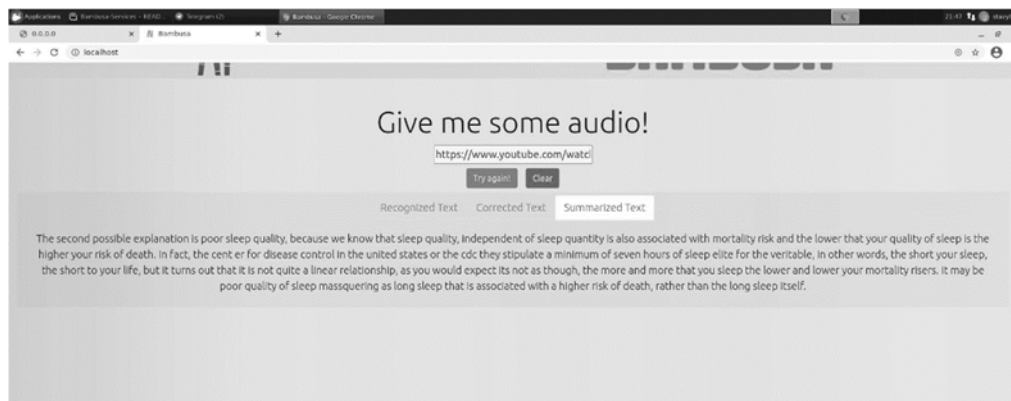 Applications Bambusa-Services - READ... Telegram (2) Bambusa - Google Chrome 21:47
0.0.0.0 Bambusa
localhost
Give me some audio!
https://www.youtube.com/watcl
Try again! Clear
Recognized Text Corrected Text Summarized Text
The second possible explanation is poor sleep quality, because we know that sleep quality, independent of sleep quantity is also associated with mortality risk and the lower that your quality of sleep is the
higher your risk of death. In fact, the cent er for disease control in the united states or the cdc they stipulate a minimum of seven hours of sleep elite for the veritable, in other words, the short your sleep,
the short to your life, but it turns out that it is not quite a linear relationship, as you would expect its not as though, the more and more that you sleep the lower and lower your mortality risers. It may be
poor quality of sleep massquering as long sleep that is associated with a higher risk of death, rather than the long sleep itself.